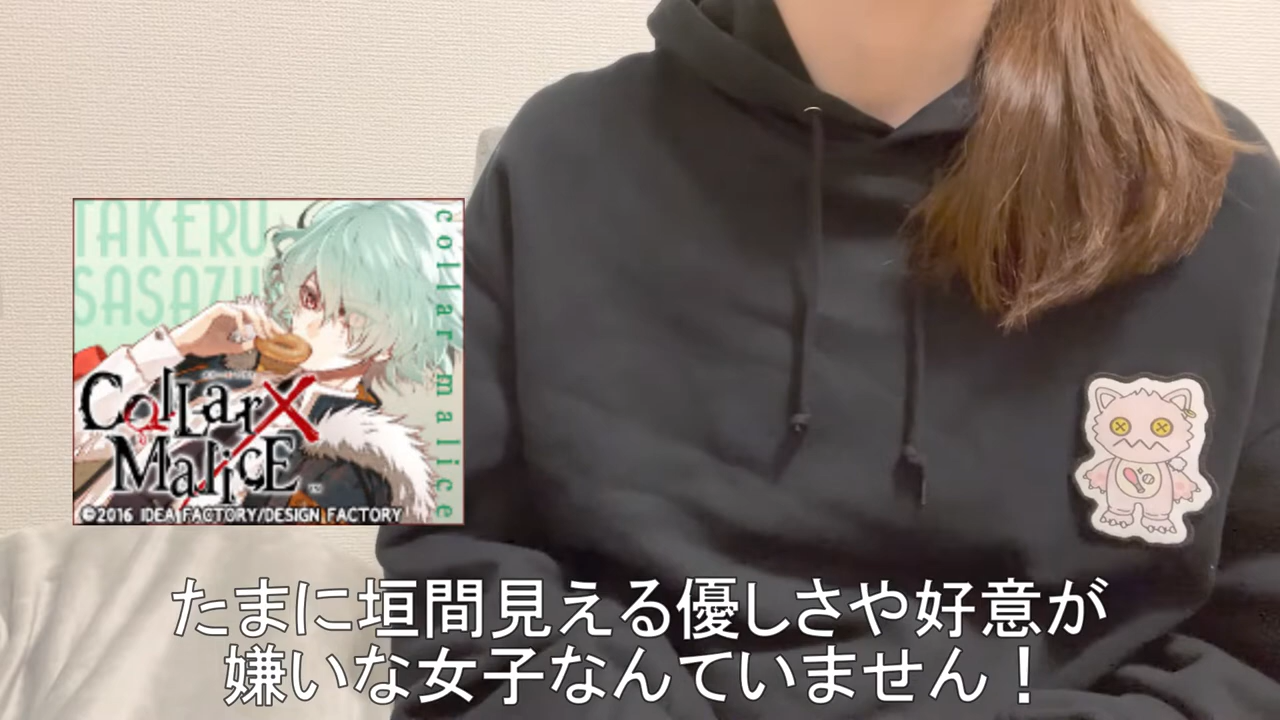 TAKERU
SASAZU
collar malice
Collar×
Malice
©2016 IDEA FACTORY/DESIGN FACTORY
たまに垣間見える優しさや好意が
嫌いな女子なんていません！